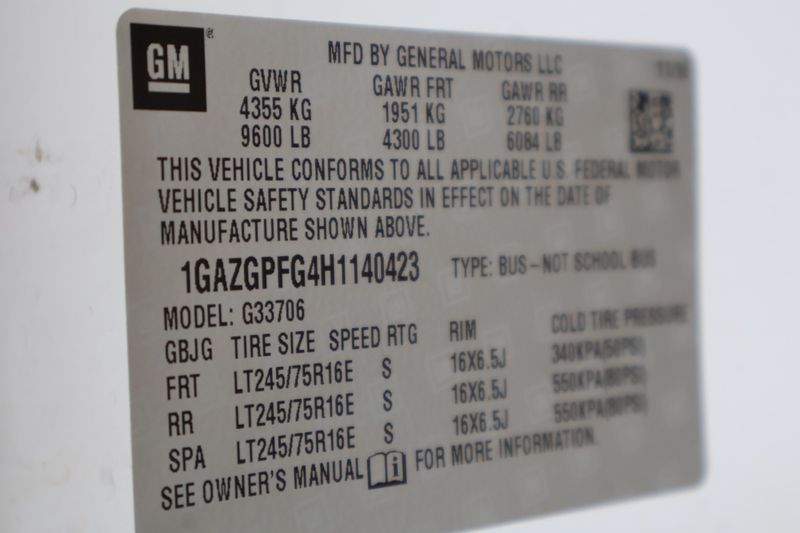 GM®
MFD BY GENERAL MOTORS LLC
GVWR GAWR FRT GAWR RR
4355 KG 1951 KG 2760 KG
9600 LB 4300 LB 6084 LB
THIS VEHICLE CONFORMS TO ALL APPLICABLE U.S. FEDERAL MOTOR
VEHICLE SAFETY STANDARDS IN EFFECT ON THE DATE OF
MANUFACTURE SHOWN ABOVE.
1GAZGPFG4H1140423 TYPE: BUS-NOT SCHOOL BUS
MODEL: G33706
GBJG TIRE SIZE SPEED RTG RIM COLD TIRE PRESSURE
FRT LT245/75R16E S 16X6.5J 340KPA(50PSI)
RR LT245/75R16E S 16X6.5J 550KPA(80PSI)
SPA LT245/75R16E S 16X6.5J 550KPA(80PSI)
SEE OWNER'S MANUAL i FOR MORE INFORMATION.